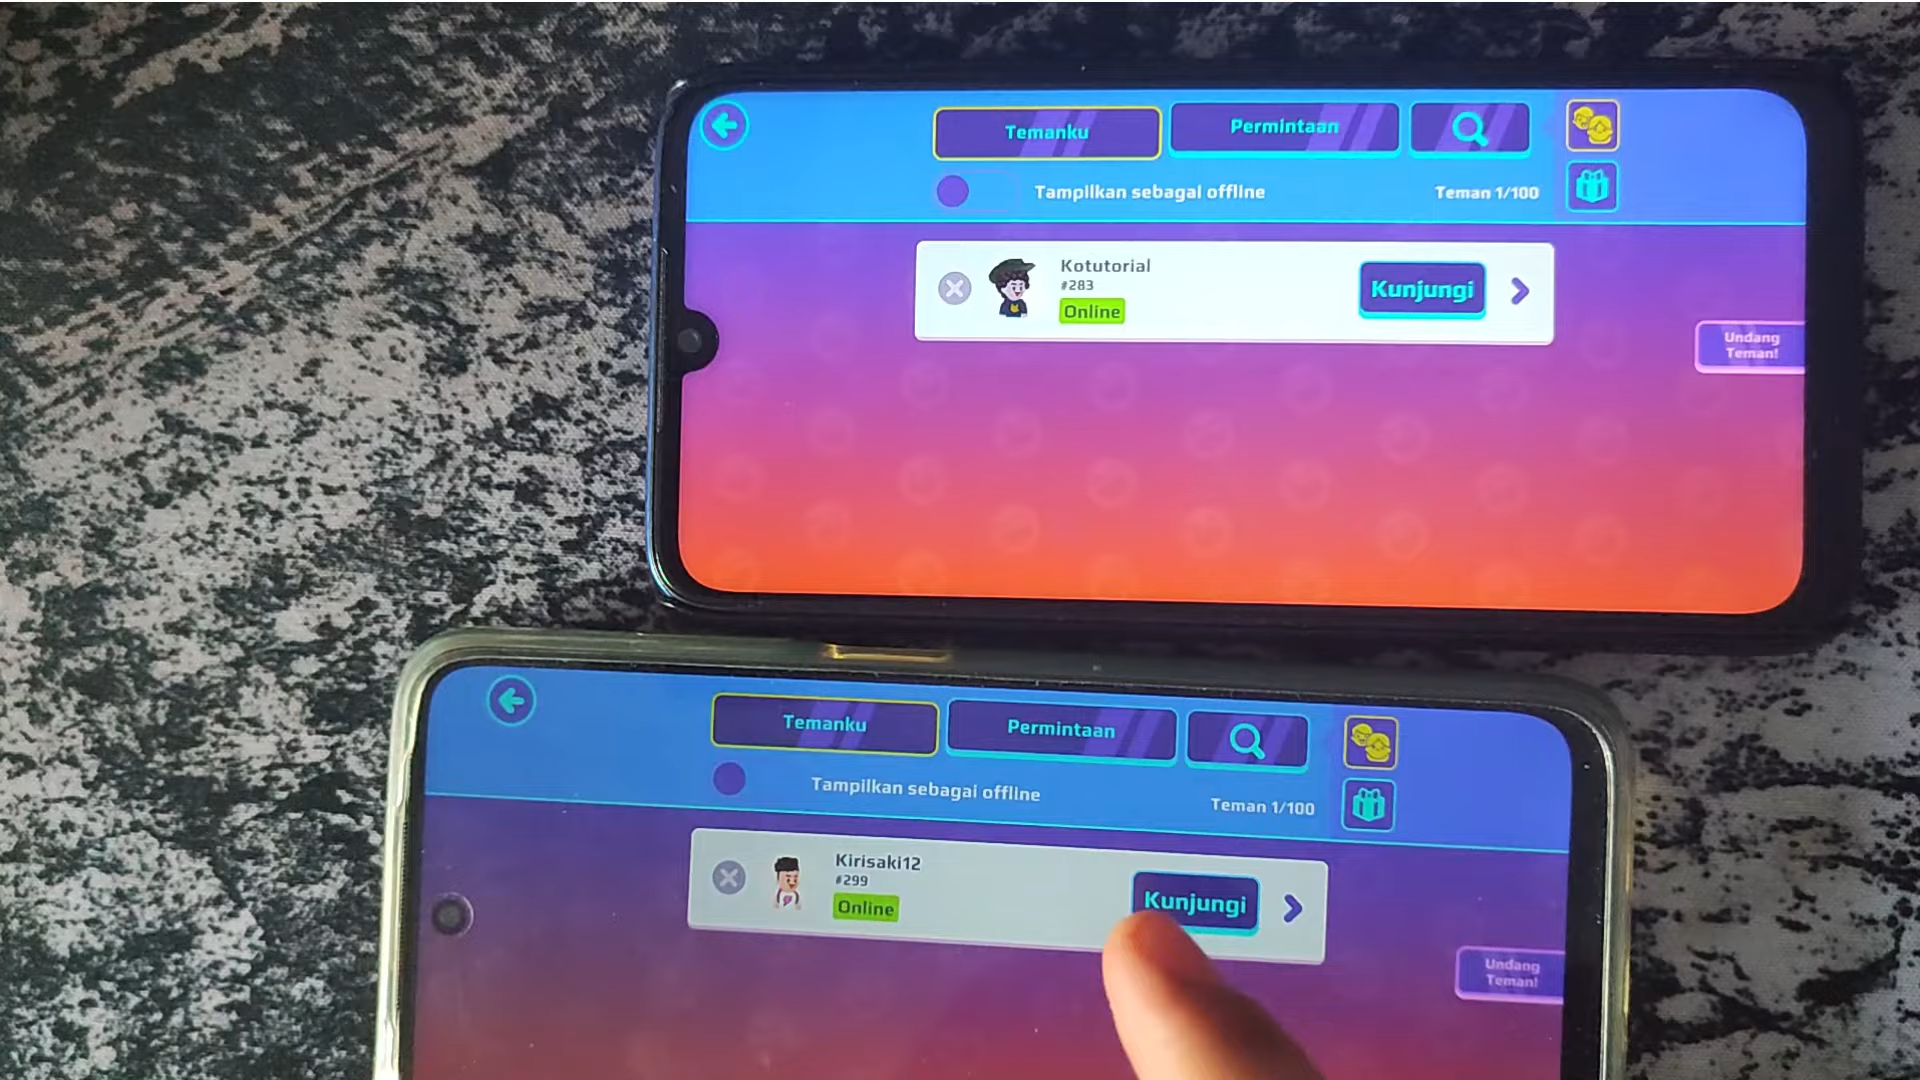 Temanku
Permintaan
Tampilkan sebagai offline
Teman 1/100
Kotutorial
#283
Online
Kunjungi
Undang
Teman!
Temanku
Permintaan
Tampilkan sebagai offline
Teman 1/100
Kirisaki12
#299
Online
Kunjungi
Undang
Teman!